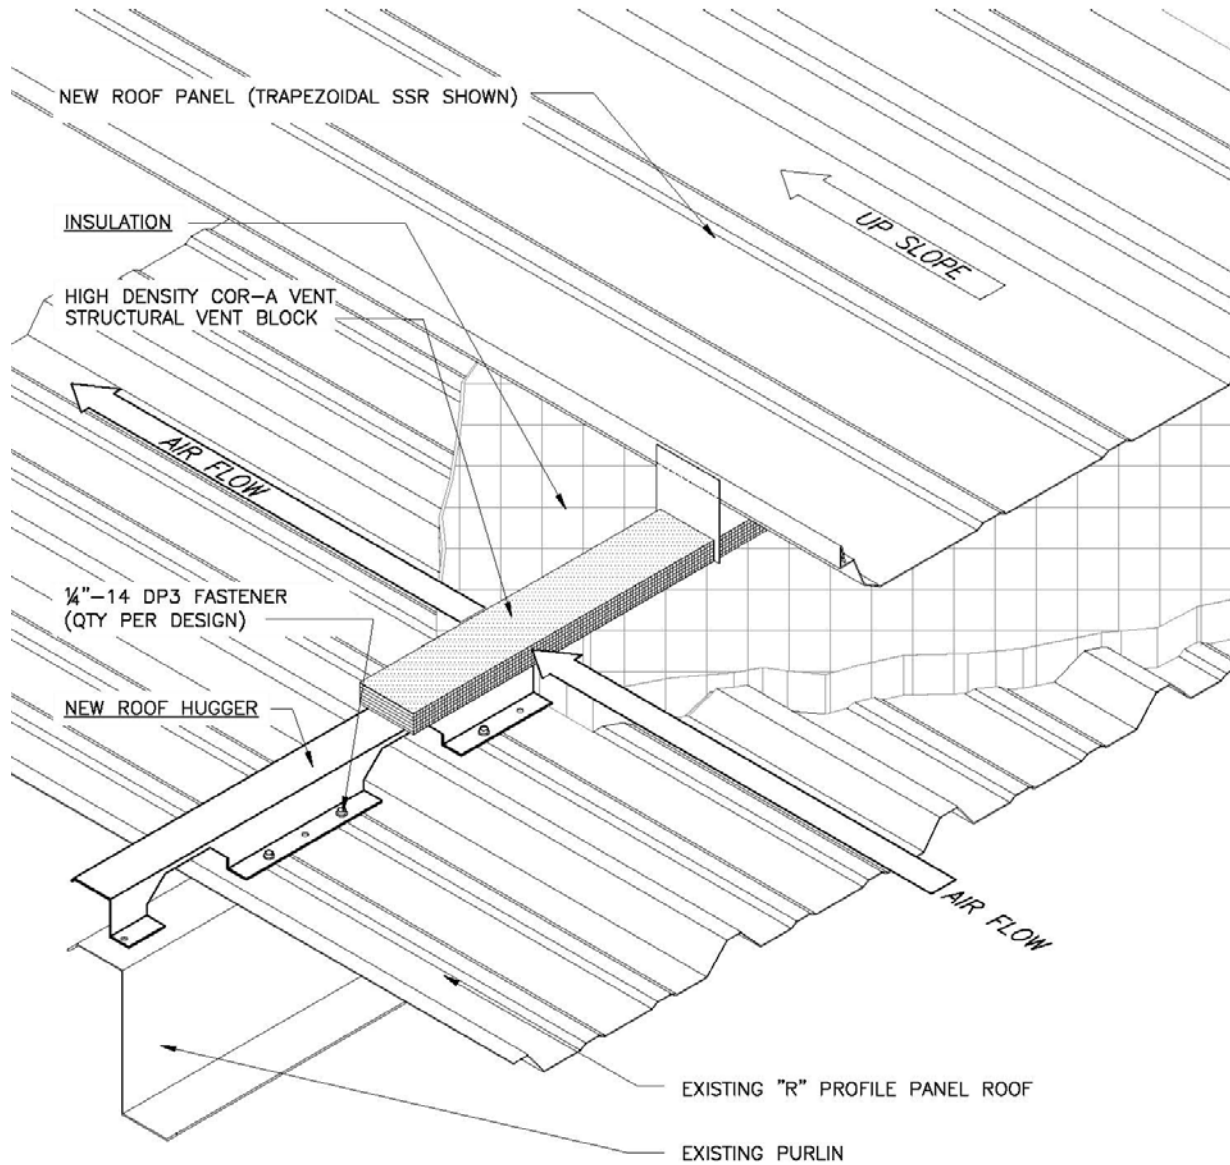 NEW ROOF PANEL (TRAPEZOIDAL SSR SHOWN)
UP SLOPE
INSULATION
HIGH DENSITY COR-A VENT
STRUCTURAL VENT BLOCK
AIR FLOW
¼"-14 DP3 FASTENER
(QTY PER DESIGN)
NEW ROOF HUGGER
AIR FLOW
EXISTING "R" PROFILE PANEL ROOF
EXISTING PURLIN